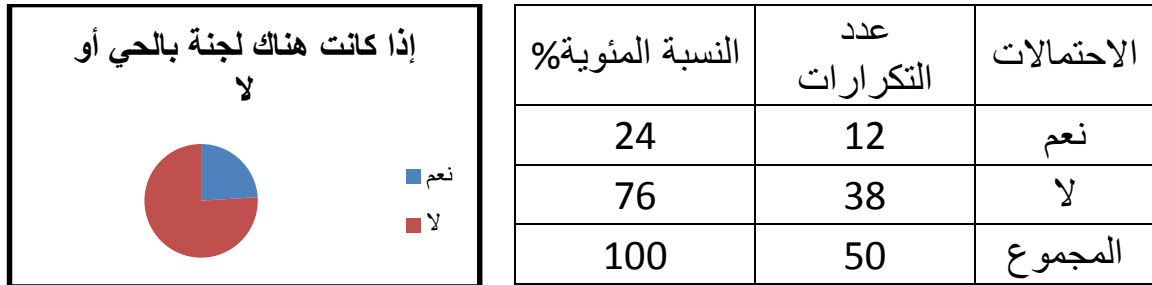 إذا كانت هناك لجنة بالحي أو
لا
نعم
لا
الاحتمالات عدد التكرارات النسبة المئوية%
نعم 12 24
لا 38 76
المجموع 50 100